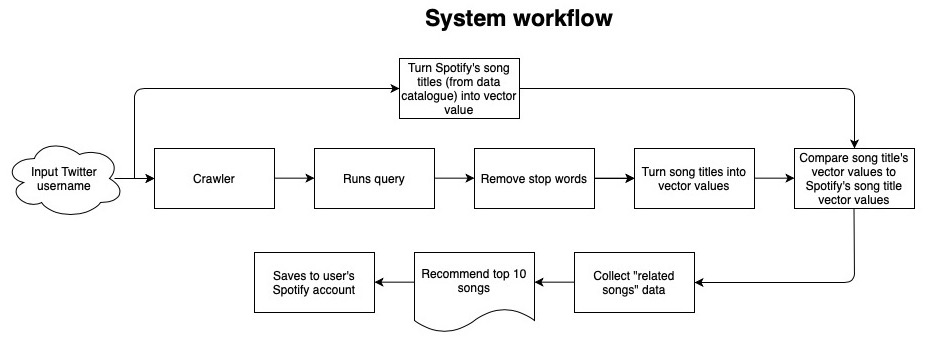 System workflow
Turn Spotify's song
titles (from data
catalogue) into vector
value
Input Twitter
username
Crawler
Runs query
Remove stop words
Turn song titles into
vector values
Compare song title's
vector values to
Spotify's song title
vector values
Saves to user's
Spotify account
Recommend top 10
songs
Collect "related
songs" data